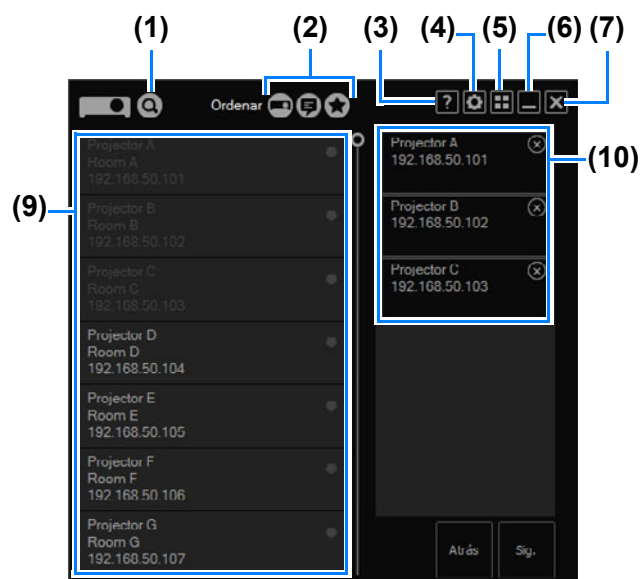 (1)
(2)
(3)
(4)
(5)
(6)
(7)
Ordenar
?
(9)
Projector A
Room A
192.168.50.101
Projector B
Room B
192.168.50.102
Projector C
Room C
192.168.50.103
Projector D
Room D
192.168.50.104
Projector E
Room E
192.168.50.105
Projector F
Room F
192.168.50.106
Projector G
Room G
192.168.50.107
Projector A
192.168.50.101
Projector B
192.168.50.102
Projector C
192.168.50.103
(10)
Atrás
Sig.